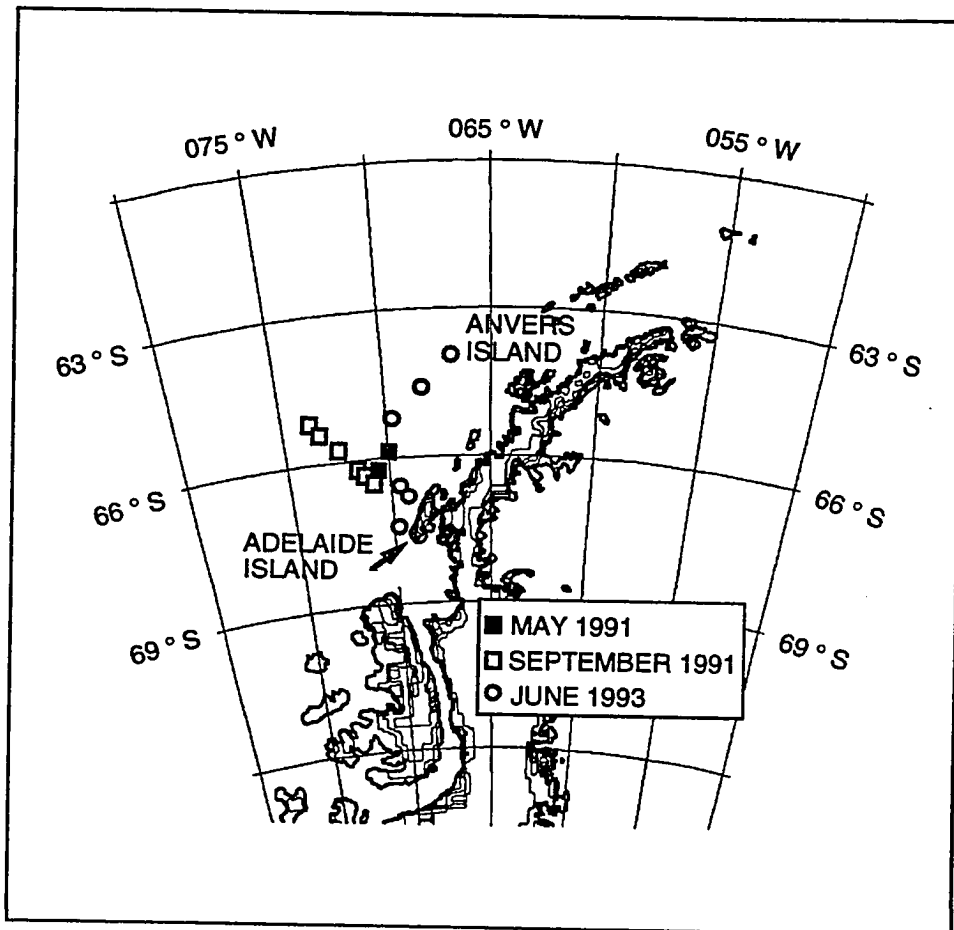 075 ° W
065 ° W
055 ° W
ANVERS
ISLAND
63 ° S
63 ° S
66 ° S
66 ° S
ADELAIDE
ISLAND
69 ° S
69 ° S
MAY 1991
SEPTEMBER 1991
JUNE 1993